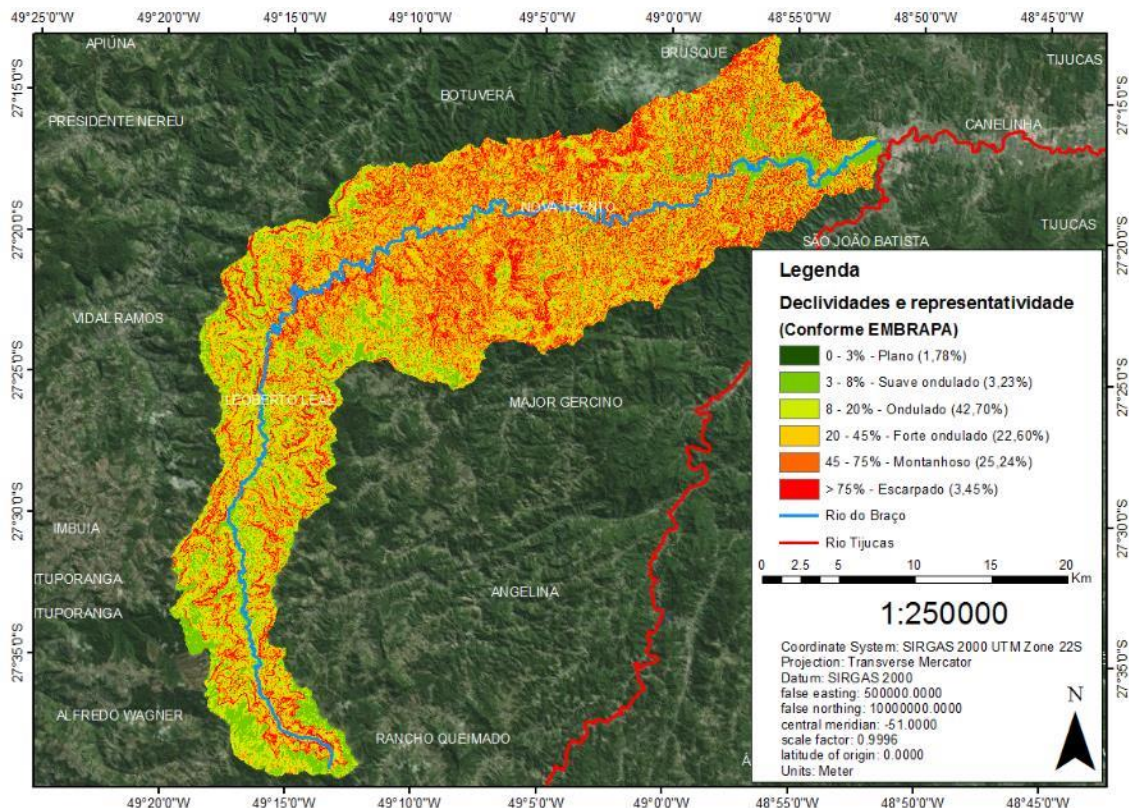 49°25'0"W 49°20'0"W 49°15'0"W 49°10'0"W 49°5'0"W 49°0'0"W 48°55'0"W 48°50'0"W 48°45'0"W
APIÚNA
BRUSQUE
TIJUCAS
27°15'0"S
27°15'0"S
BOTUVERÁ
PRESIDENTE NEREU
CANELINHA
NOVA TRENTO
27°20'0"S
27°20'0"S
TIJUCAS
SÃO JOÃO BATISTA
VIDAL RAMOS
27°25'0"S
27°25'0"S
LEOBERTO LEAL
MAJOR GERCINO
27°30'0"S
27°30'0"S
IMBUIA
ITUPORANGA
ANGELINA
ITUPORANGA
27°35'0"S
27°35'0"S
ALFREDO WAGNER
RANCHO QUEIMADO
Legenda
Declividades e representatividade
(Conforme EMBRAPA)
0 - 3% - Plano (1,78%)
3 - 8% - Suave ondulado (3,23%)
8 - 20% - Ondulado (42,70%)
20 - 45% - Forte ondulado (22,60%)
45 - 75% - Montanhoso (25,24%)
> 75% - Escarpado (3,45%)
Rio do Braço
Rio Tijucas
0 2,5 5 10 15 20
Km
1:250000
Coordinate System: SIRGAS 2000 UTM Zone 22S
Projection: Transverse Mercator
Datum: SIRGAS 2000
false easting: 500000.0000
false northing: 10000000.0000
central meridian: -51.0000
scale factor: 0.9996
latitude of origin: 0.0000
Units: Meter
N
49°20'0"W 49°15'0"W 49°10'0"W 49°5'0"W 49°0'0"W 48°55'0"W 48°50'0"W 48°45'0"W